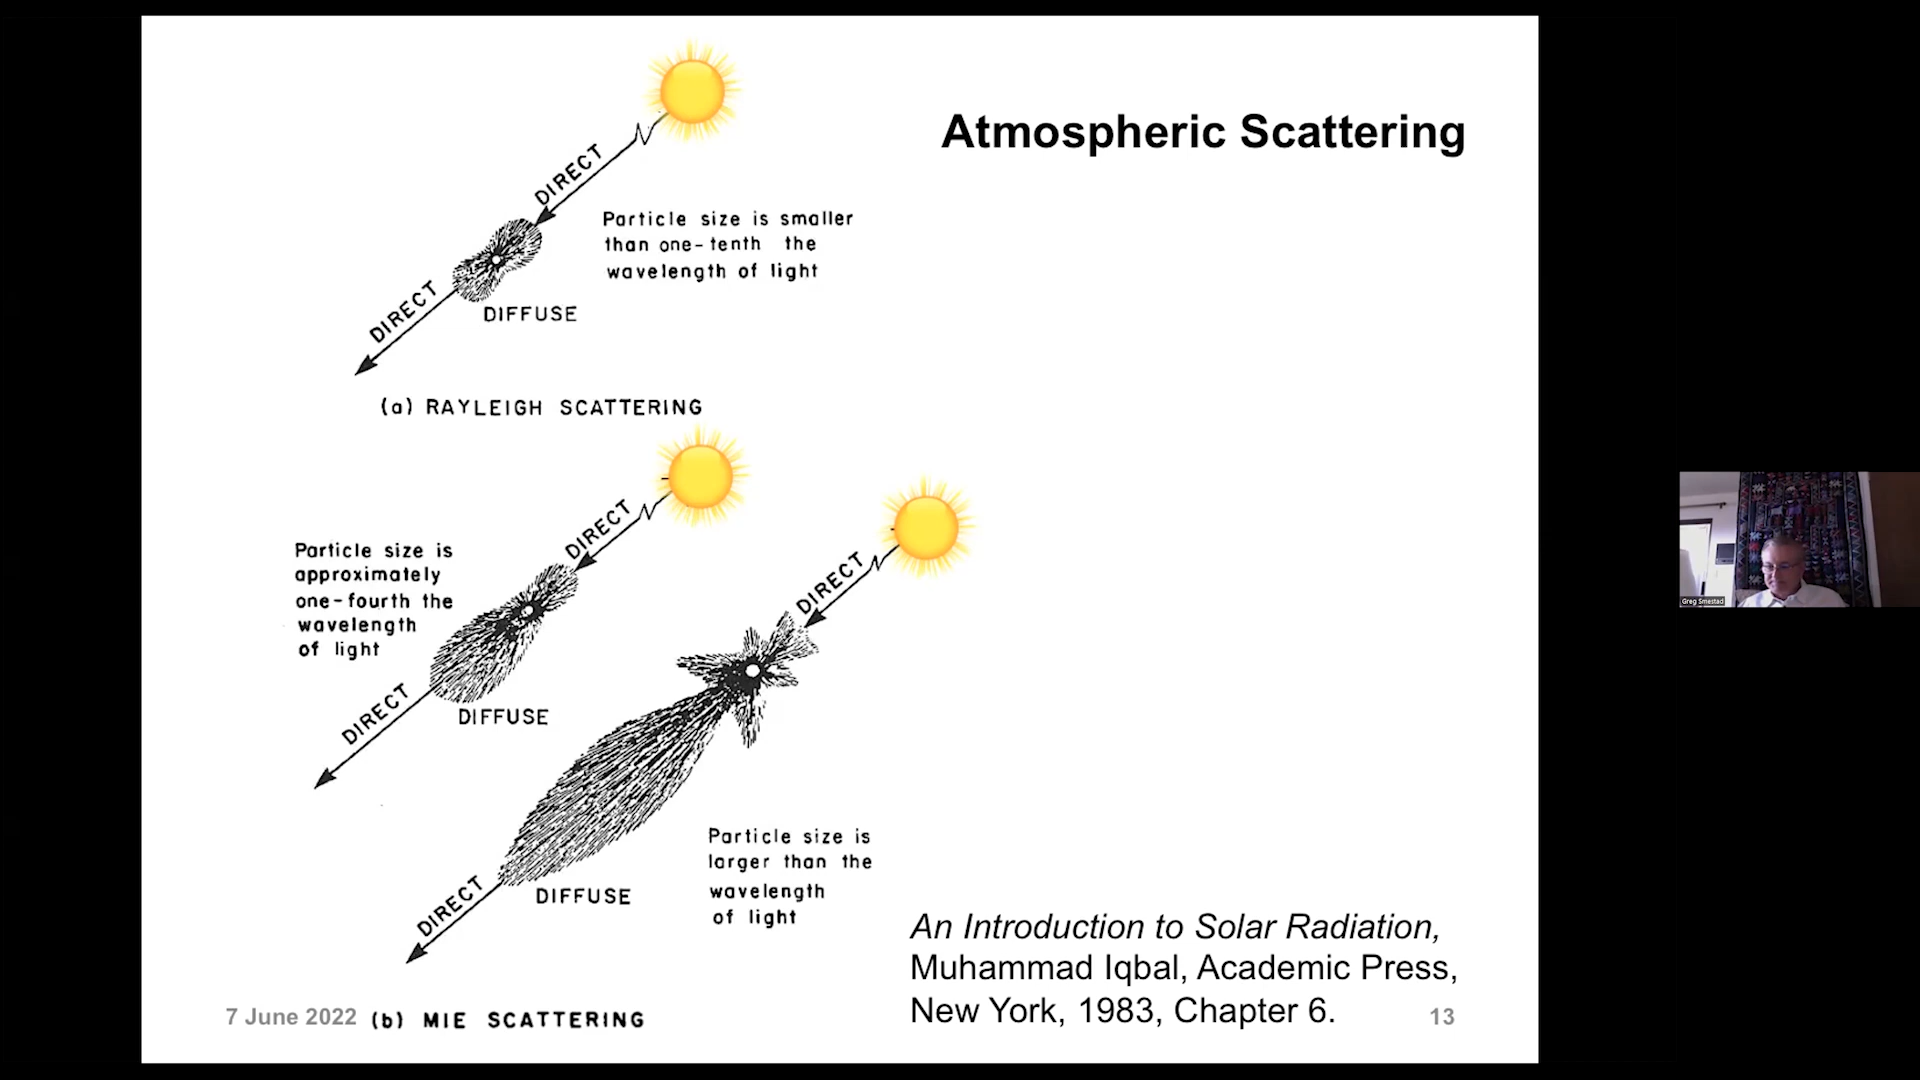 Atmospheric Scattering
DIRECT
Particle size is smaller
than one-tenth the
wavelength of light
DIRECT
DIFFUSE
(a) RAYLEIGH SCATTERING
DIRECT
Particle size is
approximately
one-fourth the
wavelength
of light
DIRECT
DIFFUSE
DIRECT
Particle size is
larger than the
wavelength
of light
DIRECT
DIFFUSE
(b) MIE SCATTERING
An Introduction to Solar Radiation,
Muhammad Iqbal, Academic Press,
New York, 1983, Chapter 6.
7 June 2022
13
Greg Smestad